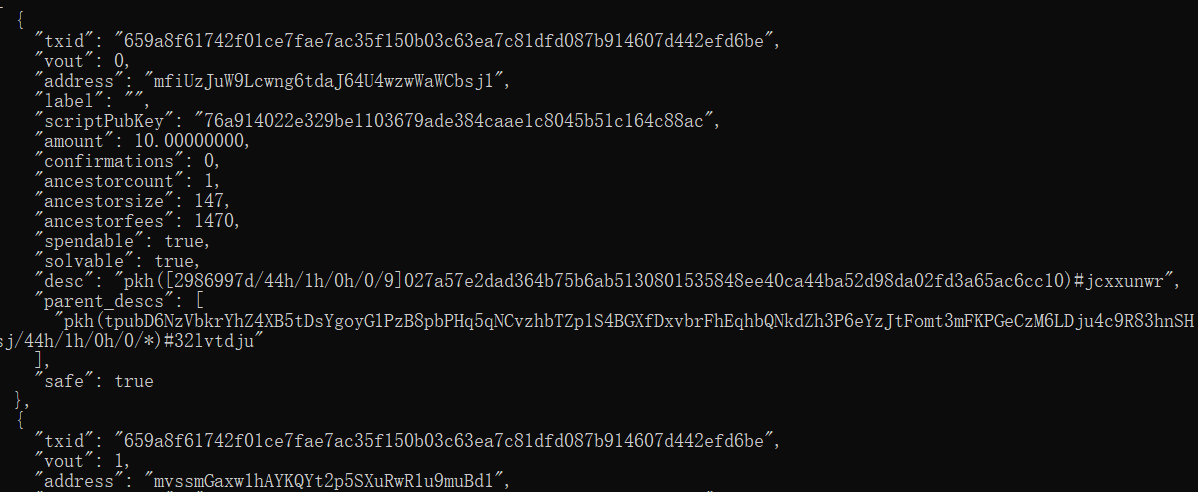 {
"txid": "659a8f61742f01ce7fae7ac35f150b03c63ea7c81dfd087b914607d442efd6be",
"vout": 0,
"address": "mfiUzJuW9Lcwng6tdaJ64U4wzwWaWCbsj1",
"label": "",
"scriptPubKey": "76a914022e329be1103679ade384caae1c8045b51c164c88ac",
"amount": 10.00000000,
"confirmations": 0,
"ancestorcount": 1,
"ancestorsize": 147,
"ancestorfees": 1470,
"spendable": true,
"solvable": true,
"desc": "pkh([2986997d/44h/1h/0h/0/9]027a57e2dad364b75b6ab5130801535848ee40ca44ba52d98da02fd3a65ac6cc10)#jcxxunwr",
"parent_descs": [
"pkh(tpubD6NzVbkrYhZ4XB5tDsYgoyG1PzB8pbPHq5qNCvzhbTZp1S4BGXfDxvbrFhEqhbQNkdZh3P6eYzJtFomt3mFKPGeCzM6LDju4c9R83hnSH
sj/44h/1h/0h/0/*)#321vtdju"
],
"safe": true
},
{
"txid": "659a8f61742f01ce7fae7ac35f150b03c63ea7c81dfd087b914607d442efd6be",
"vout": 1,
"address": "mvssmGaxw1hAYKQYt2p5SXuRwR1u9muBd1",